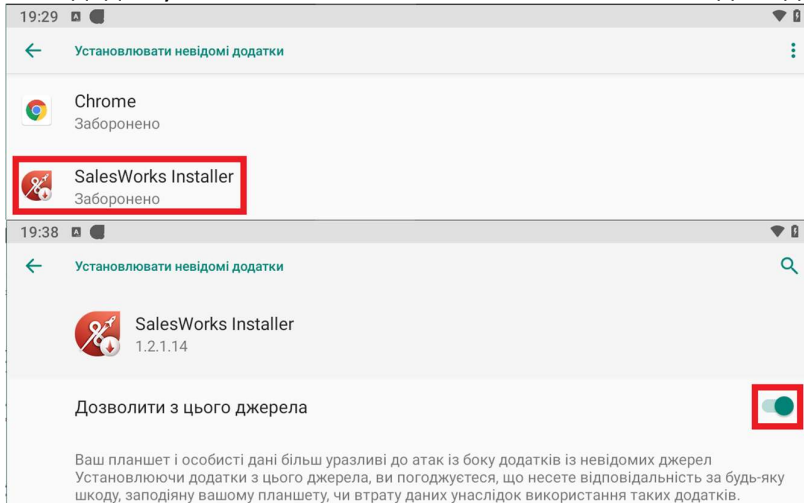 19:29
Установлювати невідомі додатки
Chrome
Заборонено
SalesWorks Installer
Заборонено
19:38
Установлювати невідомі додатки
SalesWorks Installer
1.2.1.14
Дозволити з цього джерела
Ваш планшет і особисті дані більш уразливі до атак із боку додатків із невідомих джерел
Установлюючи додатки з цього джерела, ви погоджуєтеся, що несете відповідальність за будь-яку
шкоду, заподіяну вашому планшету, чи втрату даних унаслідок використання таких додатків.